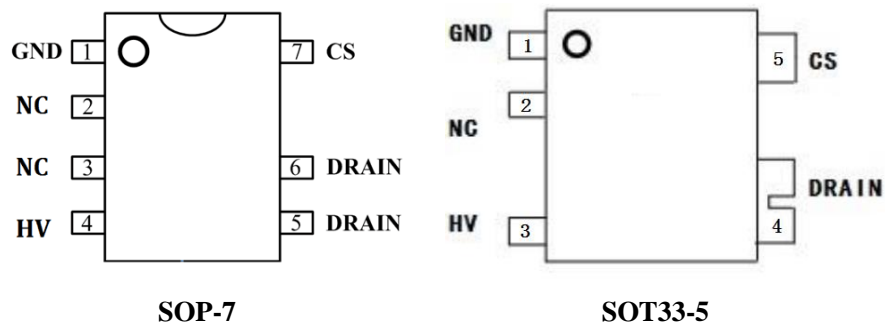 GND 1 7 CS
NC 2
NC 3 6 DRAIN
HV 4 5 DRAIN
SOP-7
GND 1 5 CS
2
NC
DRAIN
HV 3 4
SOT33-5